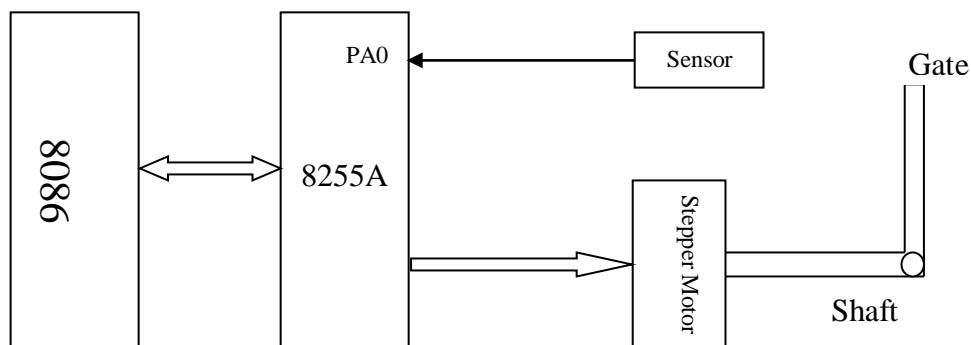 PA0
Sensor
Gate
8086
8255A
Stepper Motor
Shaft